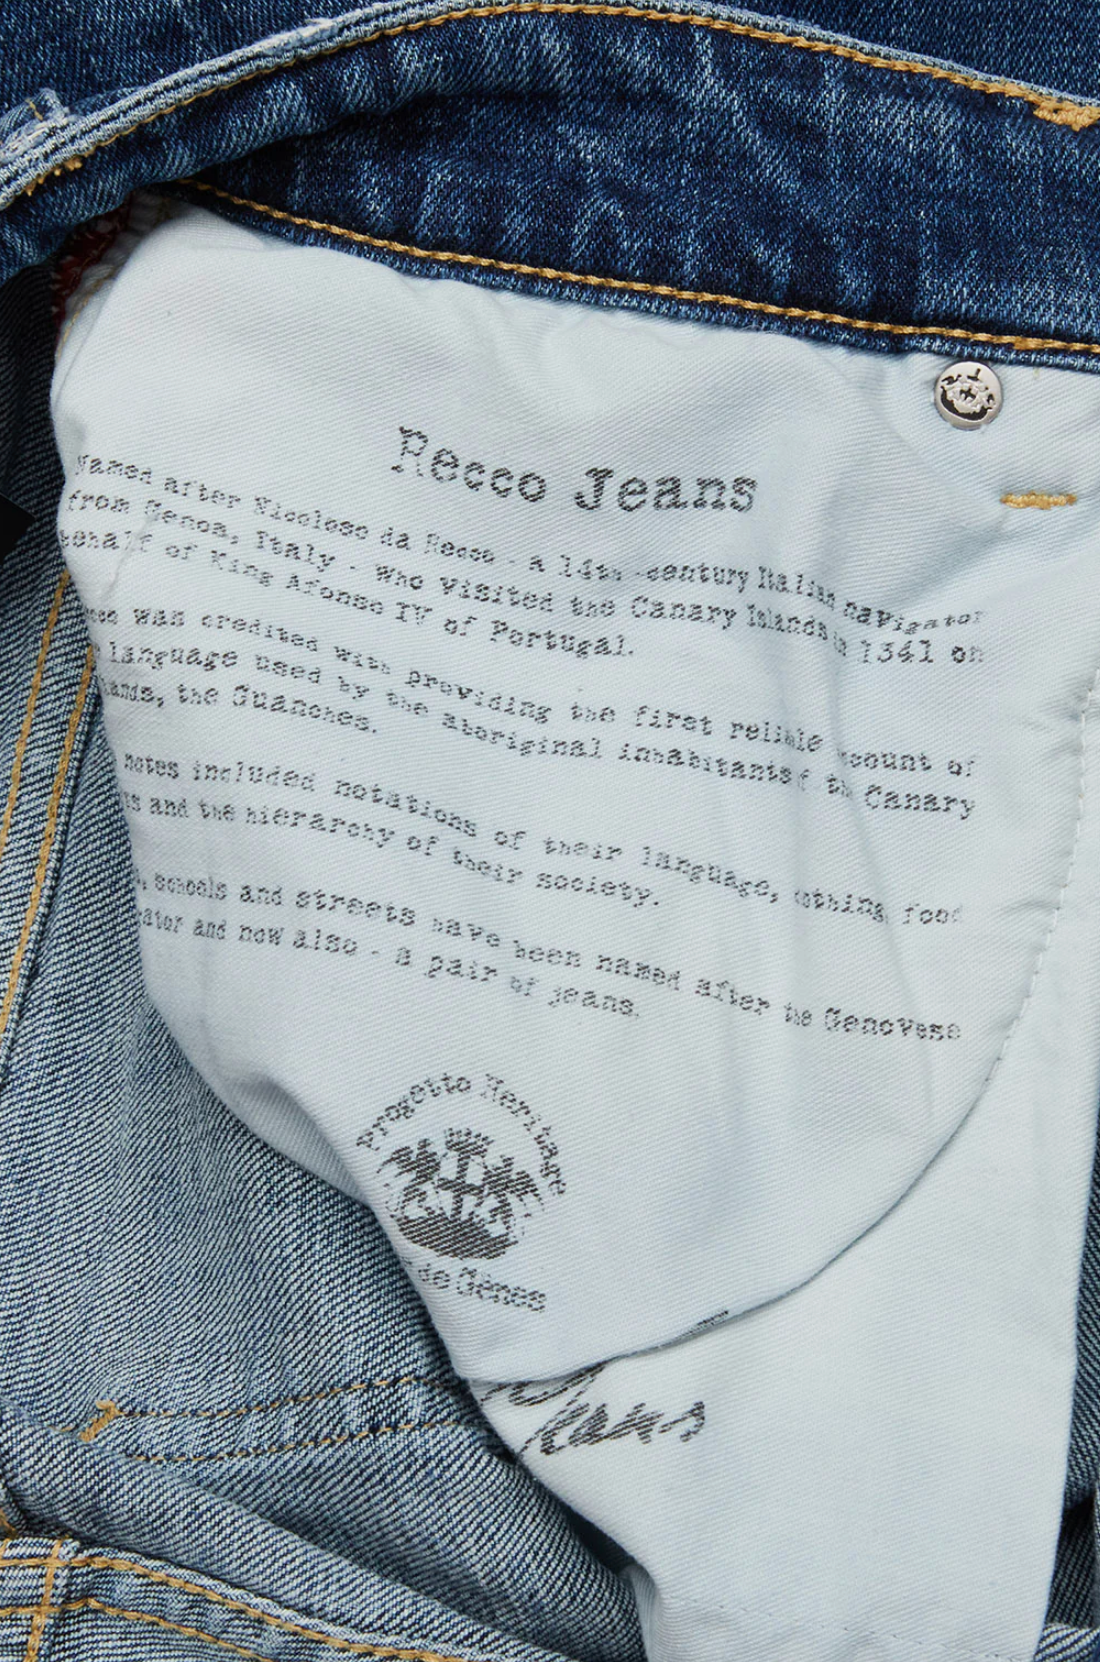 Recco Jeans
Named after Nicoloso da Recco - A 14th century Italian navigator
from Genoa, Italy - who visited the Canary Islands in 1341 on
behalf of King Afonso IV of Portugal.
was credited with providing the first reliable account of
language used by the aboriginal inhabitants of the Canary
the Guanches.
notes included notations of their language, food
and the hierarchy of their society.
schools and streets have been named after the Genovese
and now also - a pair of jeans.
Progetto Heritage
de Gênes
Jeans